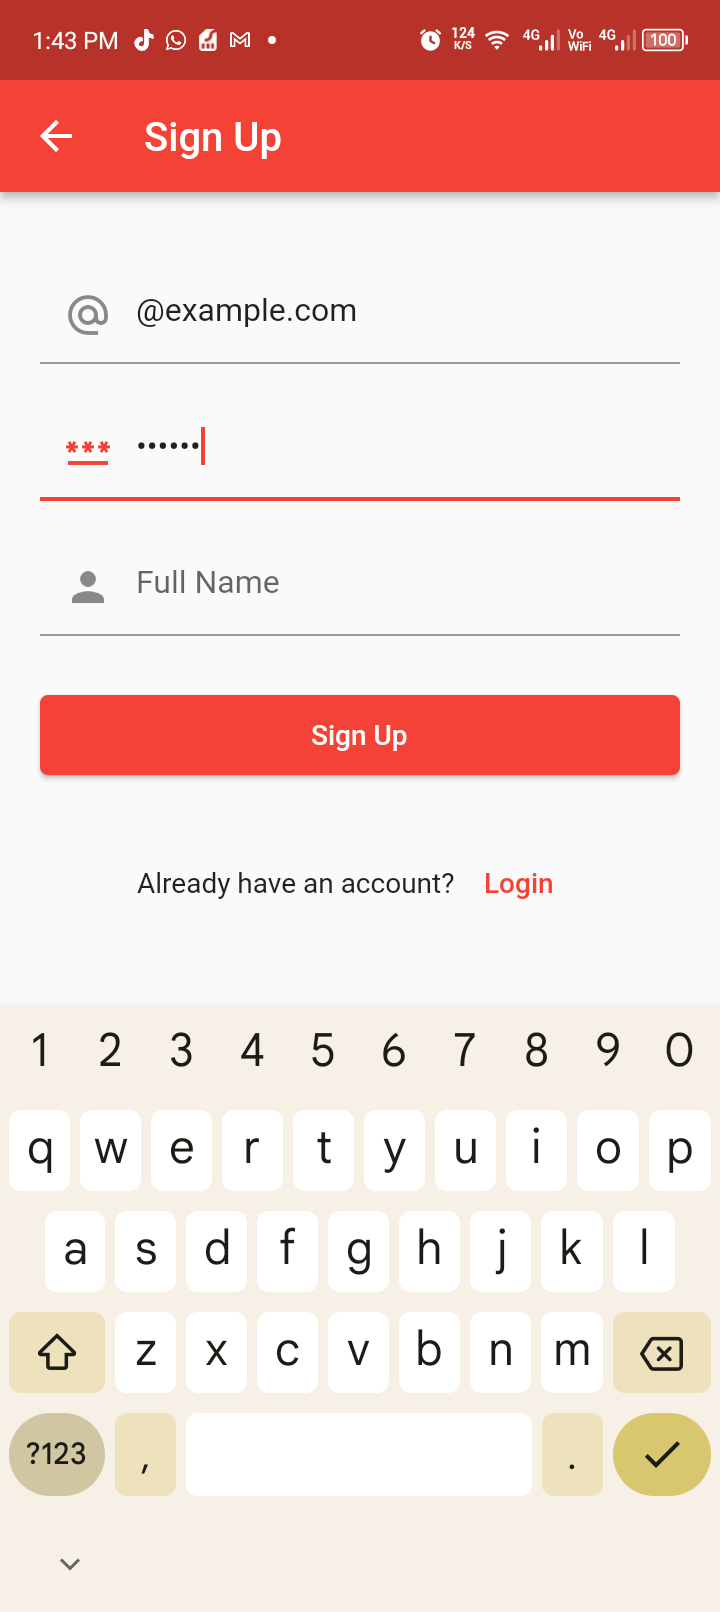 1:43 PM 124 K/S 4G Vo WiFi 4G 100
Sign Up
@example.com
*** ••••••
Full Name
Sign Up
Already have an account? Login
1 2 3 4 5 6 7 8 9 0
q w e r t y u i o p
a s d f g h j k l
z x c v b n m
?123 , .